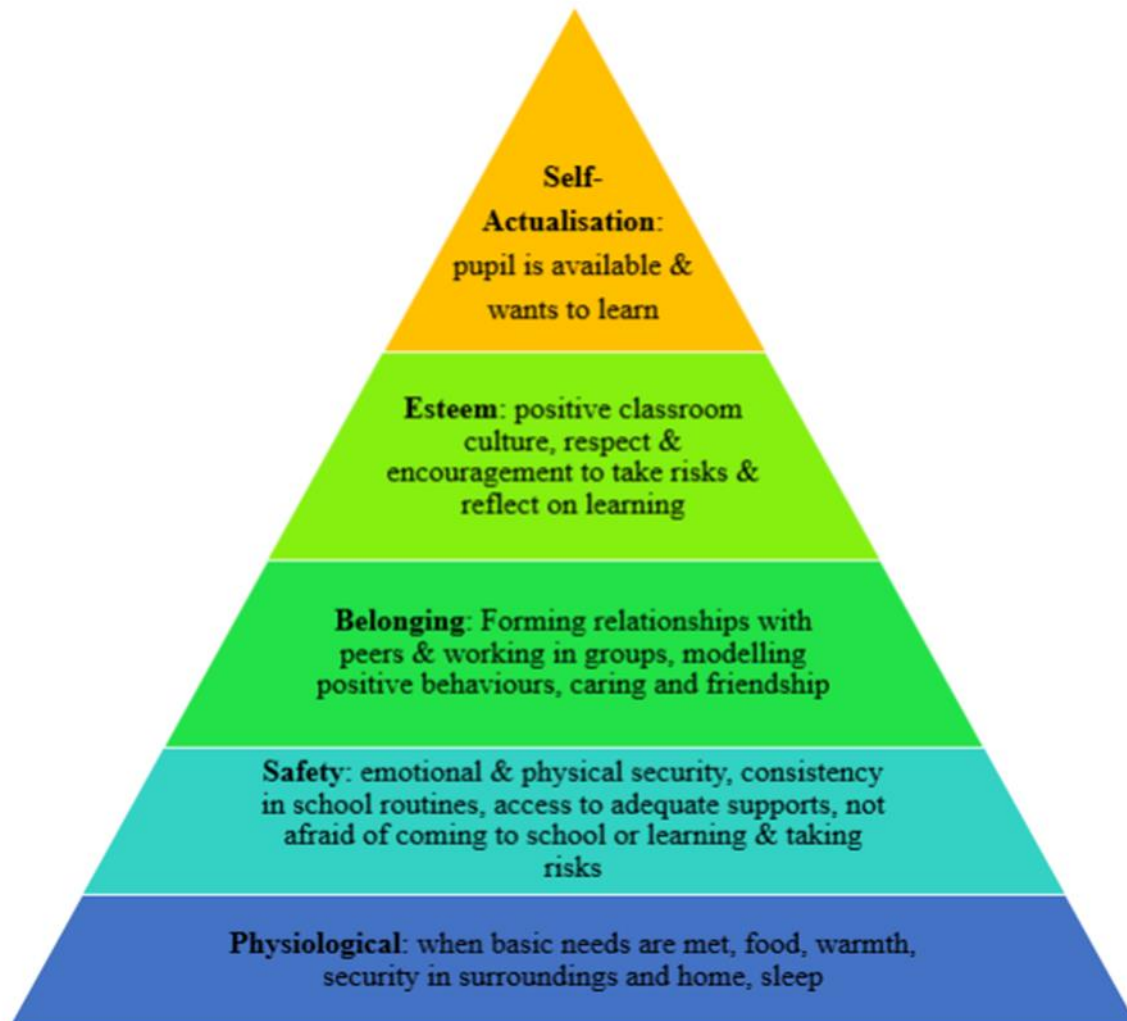 Self-
Actualisation:
pupil is available &
wants to learn
Esteem: positive classroom
culture, respect &
encouragement to take risks &
reflect on learning
Belonging: Forming relationships with
peers & working in groups, modelling
positive behaviours, caring and friendship
Safety: emotional & physical security, consistency
in school routines, access to adequate supports, not
afraid of coming to school or learning & taking
risks
Physiological: when basic needs are met, food, warmth,
security in surroundings and home, sleep